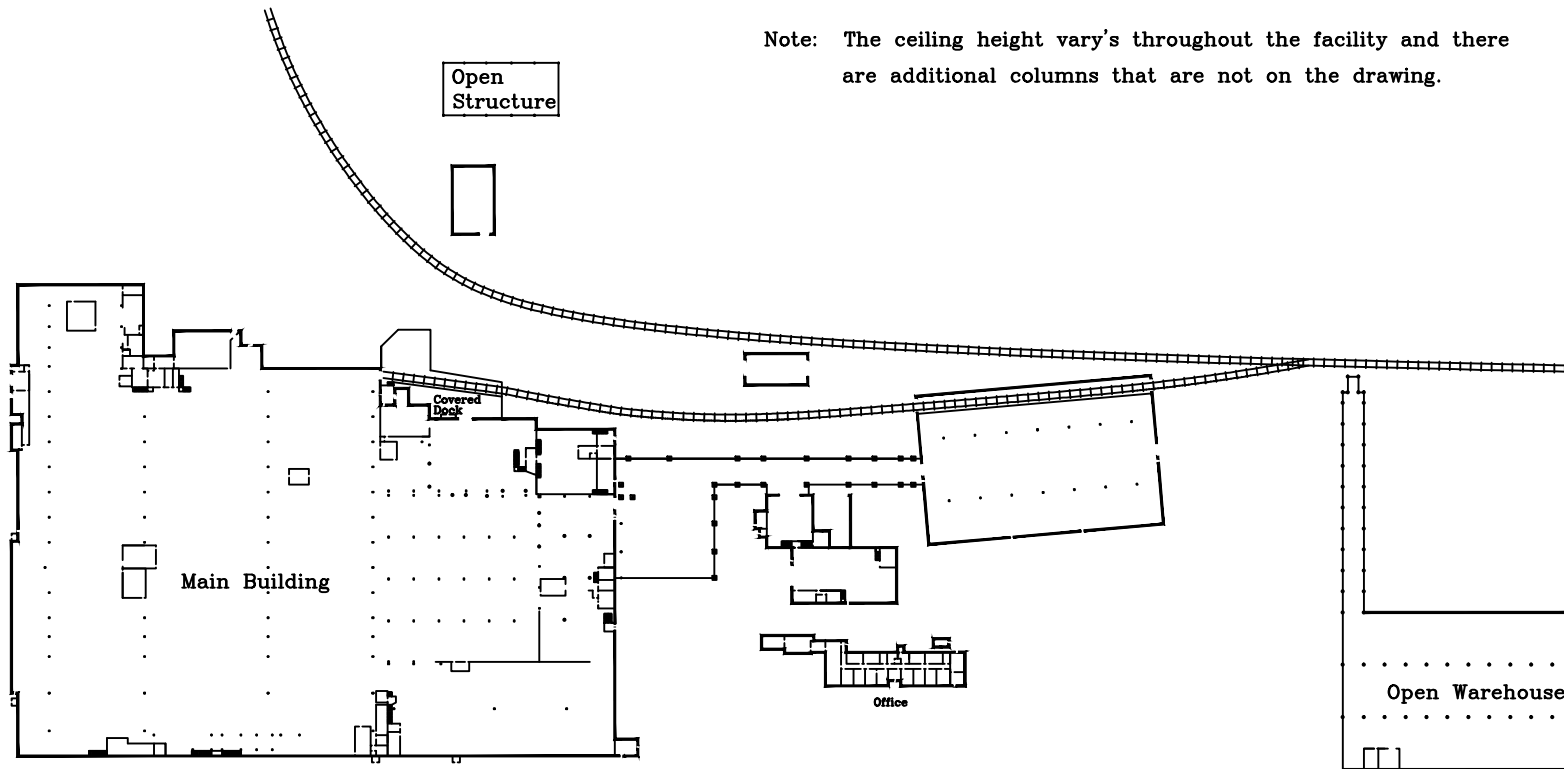 Note: The ceiling height vary's throughout the facility and there
are additional columns that are not on the drawing.
Open
Structure
Covered
Dock
Main Building
Office
Open Warehouse